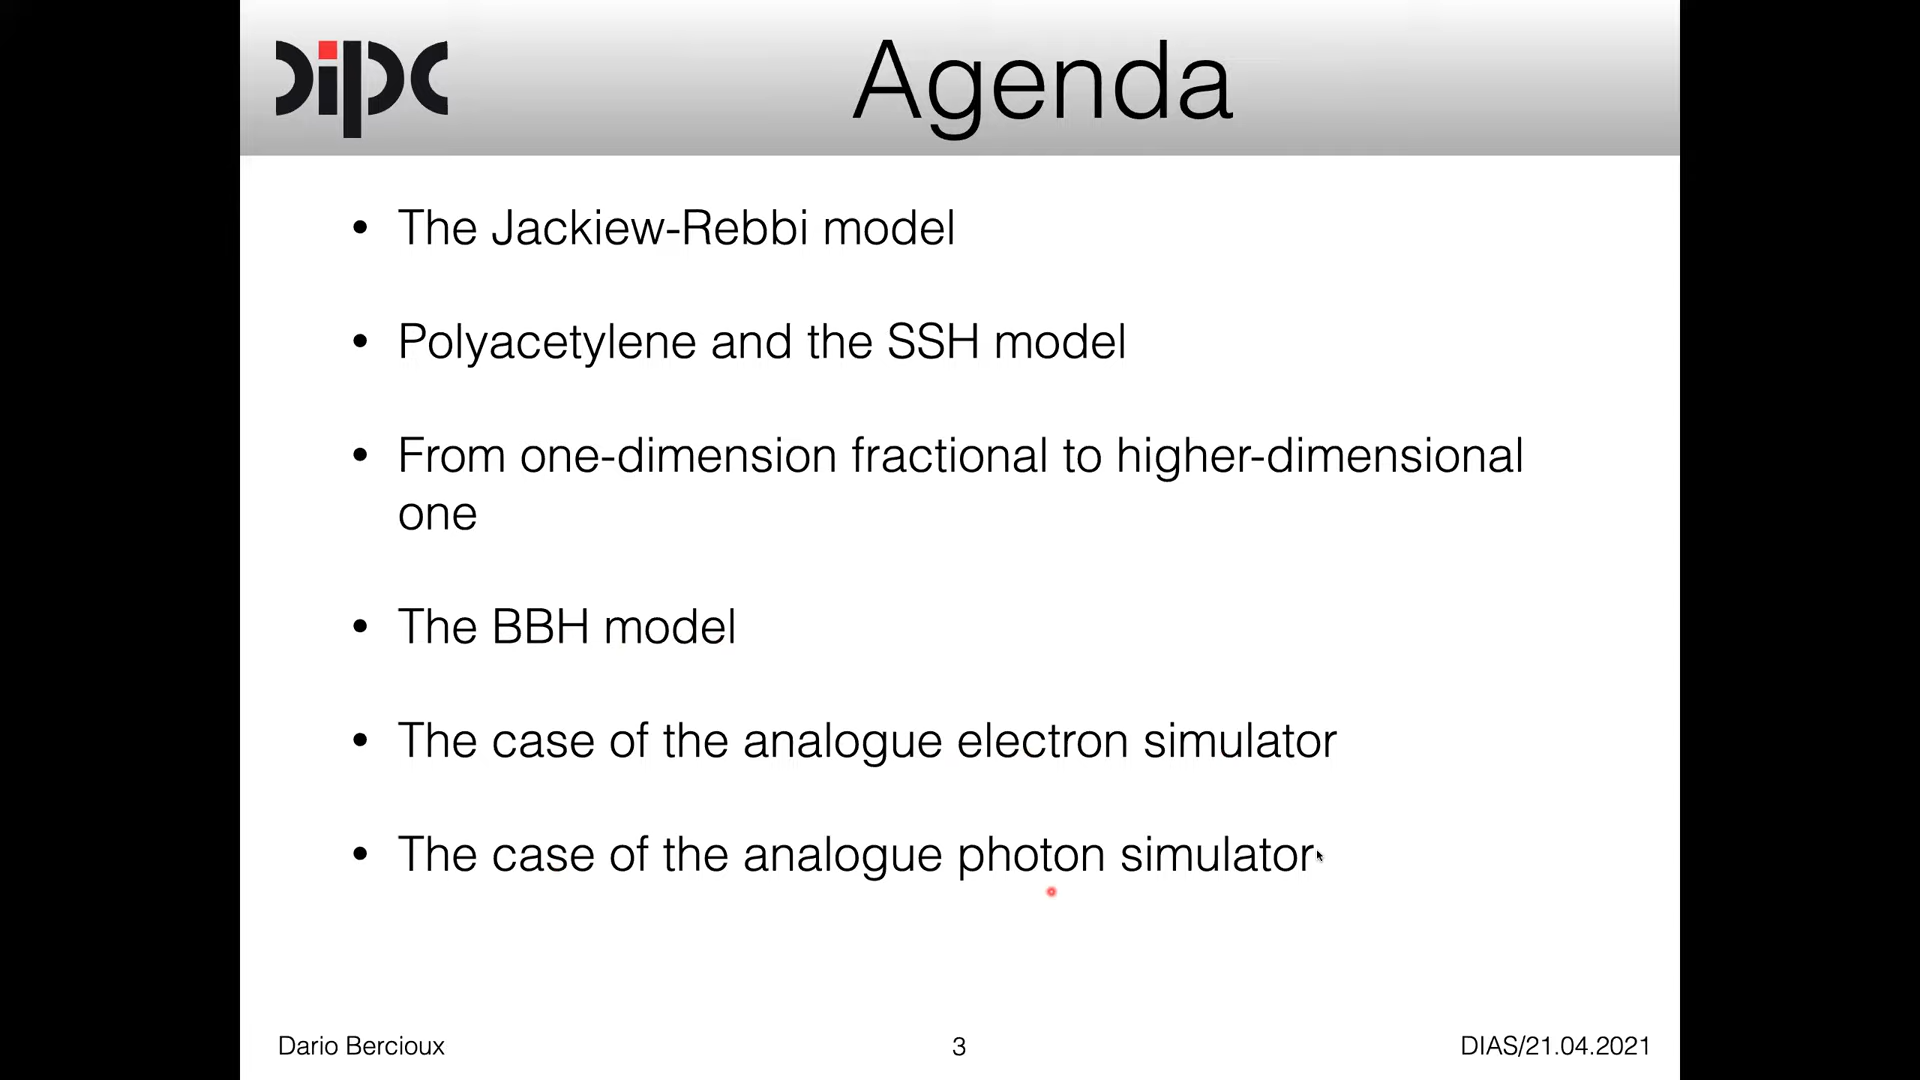 dipc
Agenda
• The Jackiew-Rebbi model
• Polyacetylene and the SSH model
• From one-dimension fractional to higher-dimensional
one
• The BBH model
• The case of the analogue electron simulator
• The case of the analogue photon simulator
Dario Bercioux
3
DIAS/21.04.2021